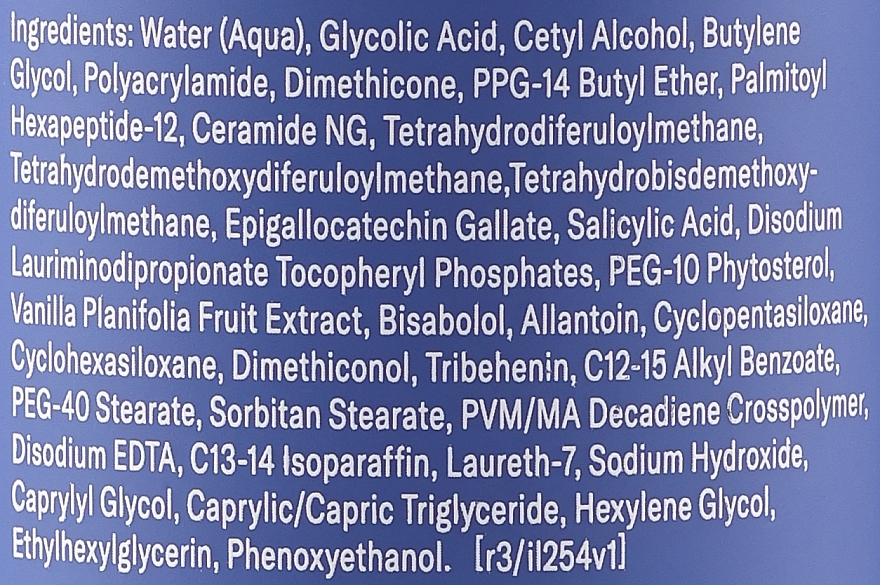 Ingredients: Water (Aqua), Glycolic Acid, Cetyl Alcohol, Butylene
Glycol, Polyacrylamide, Dimethicone, PPG-14 Butyl Ether, Palmitoyl
Hexapeptide-12, Ceramide NG, Tetrahydrodiferuloylmethane,
Tetrahydrodemethoxydiferuloylmethane,Tetrahydrobisdemethoxy-
diferuloylmethane, Epigallocatechin Gallate, Salicylic Acid, Disodium
Lauriminodipropionate Tocopheryl Phosphates, PEG-10 Phytosterol,
Vanilla Planifolia Fruit Extract, Bisabolol, Allantoin, Cyclopentasiloxane,
Cyclohexasiloxane, Dimethiconol, Tribehenin, C12-15 Alkyl Benzoate,
PEG-40 Stearate, Sorbitan Stearate, PVM/MA Decadiene Crosspolymer,
Disodium EDTA, C13-14 Isoparaffin, Laureth-7, Sodium Hydroxide,
Caprylyl Glycol, Caprylic/Capric Triglyceride, Hexylene Glycol,
Ethylhexylglycerin, Phenoxyethanol. [r3/il254v1]